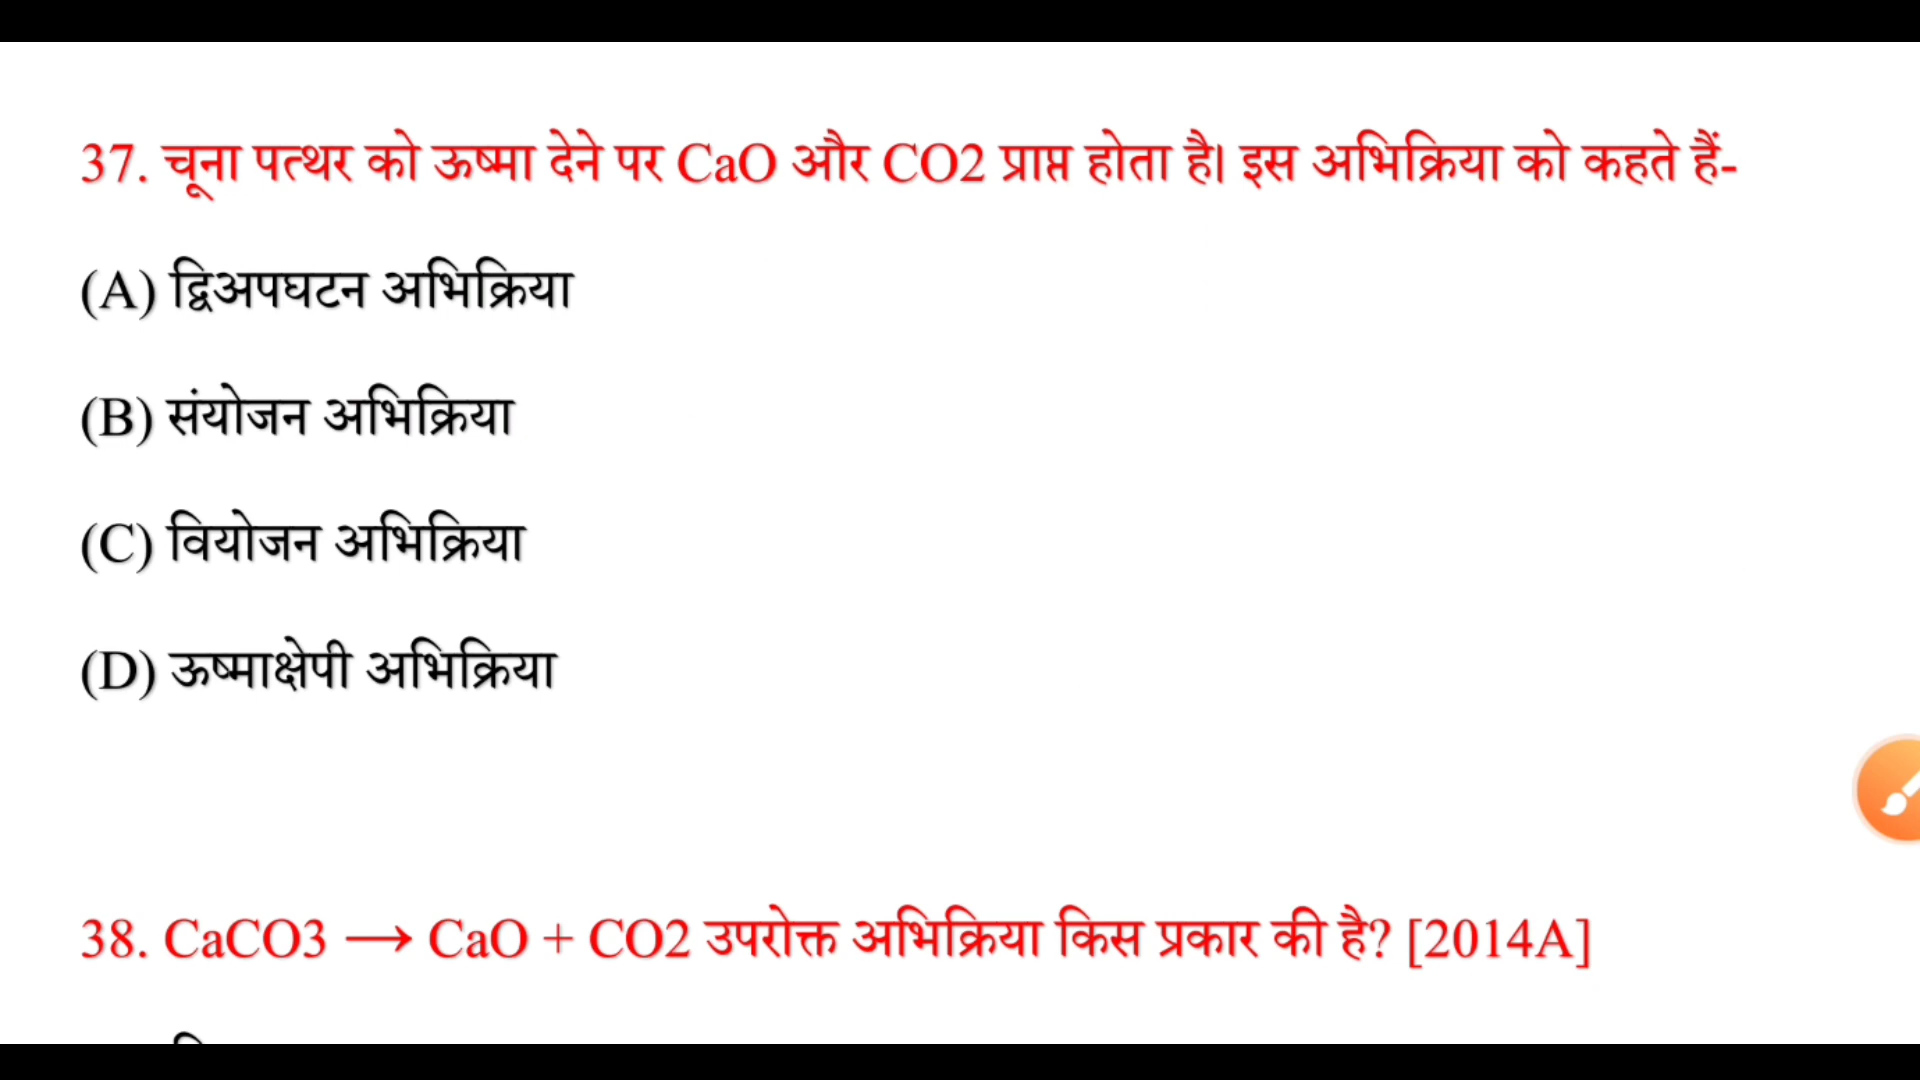 37. चूना पत्थर को ऊष्मा देने पर CaO और CO2 प्राप्त होता है। इस अभिक्रिया को कहते हैं-
(A) द्विअपघटन अभिक्रिया
(B) संयोजन अभिक्रिया
(C) वियोजन अभिक्रिया
(D) ऊष्माक्षेपी अभिक्रिया
38. CaCO3 ⟶ CaO + CO2 उपरोक्त अभिक्रिया किस प्रकार की है? [2014A]